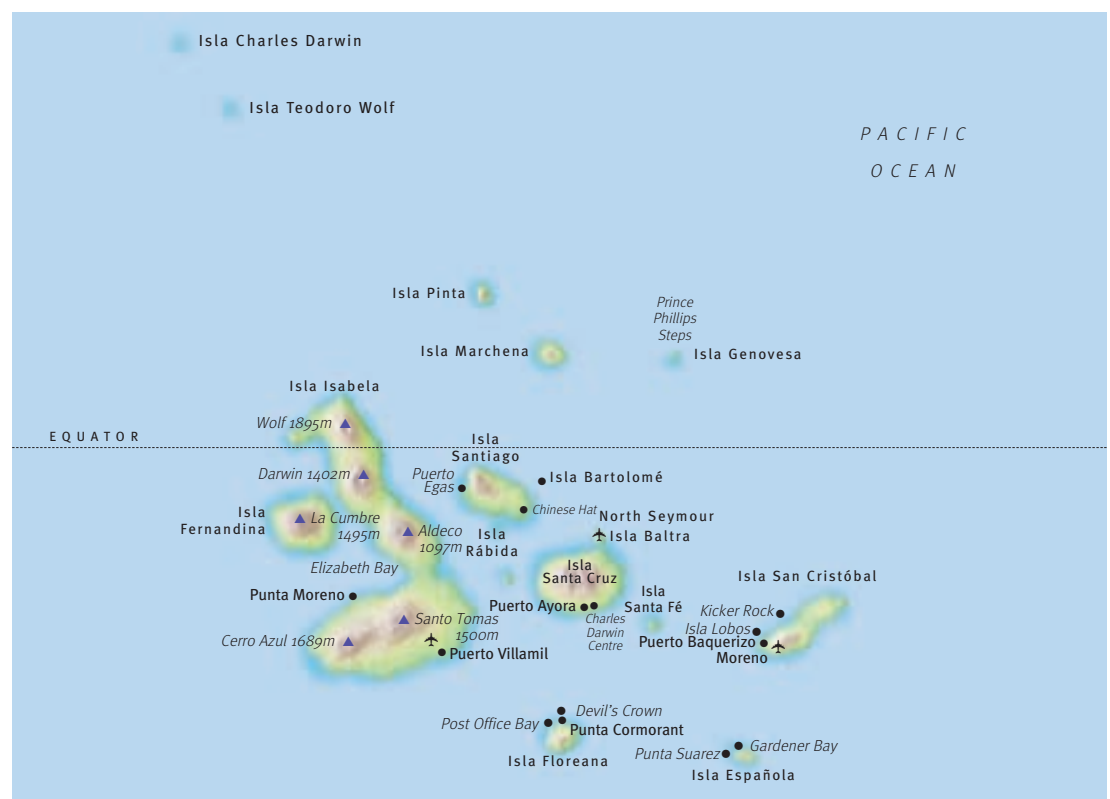 Isla Charles Darwin
Isla Teodoro Wolf
PACIFIC
OCEAN
Isla Pinta
Prince
Phillips
Steps
Isla Marchena
Isla Genovesa
Isla Isabela
Wolf 1895m
EQUATOR
Isla
Santiago
Darwin 1402m
Puerto
Egas
Isla Bartolomé
Isla
Fernandina
La Cumbre
1495m
Chinese Hat
North Seymour
Aldeco
1097m
Isla
Rábida
Isla Baltra
Elizabeth Bay
Isla
Santa Cruz
Isla San Cristóbal
Punta Moreno
Puerto Ayora
Isla
Santa Fé
Kicker Rock
Santo Tomas
1500m
Charles
Darwin
Centre
Isla Lobos
Cerro Azul 1689m
Puerto Baquerizo
Moreno
Puerto Villamil
Devil's Crown
Post Office Bay
Punta Cormorant
Isla Floreana
Gardener Bay
Punta Suarez
Isla Española